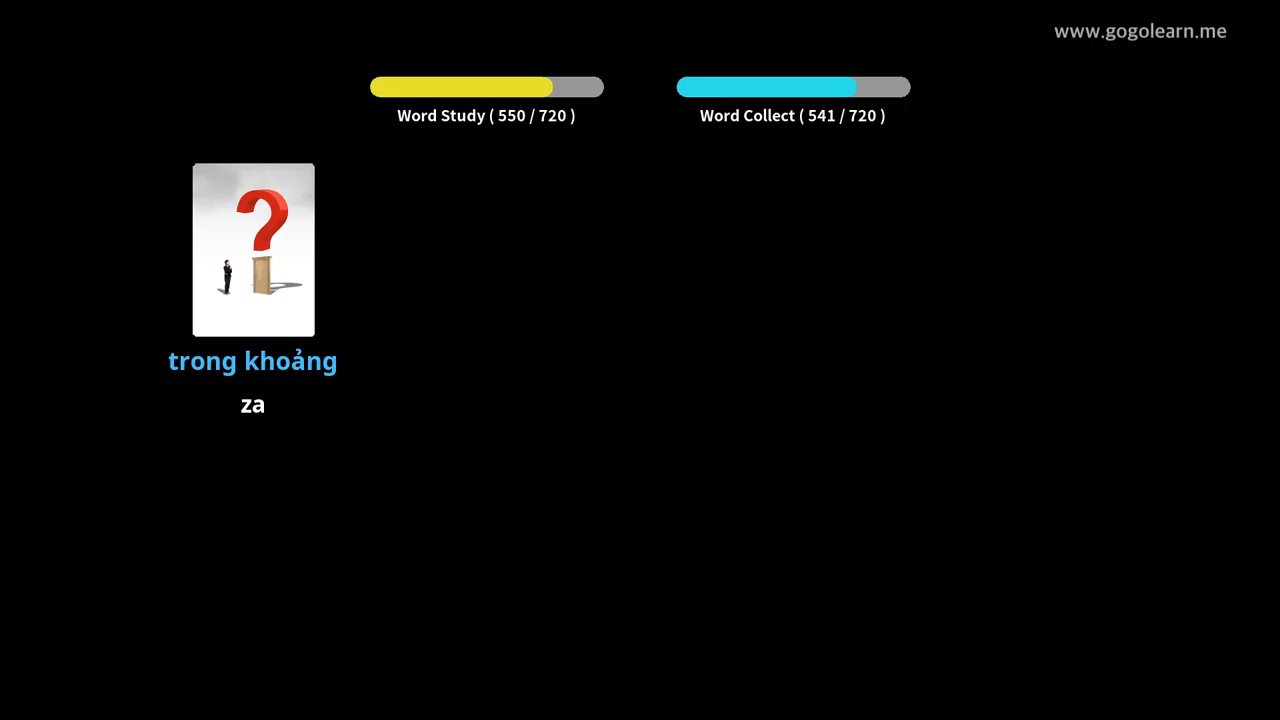 www.gogolearn.me
Word Study ( 550 / 720 )
Word Collect ( 541 / 720 )
trong khoảng
za